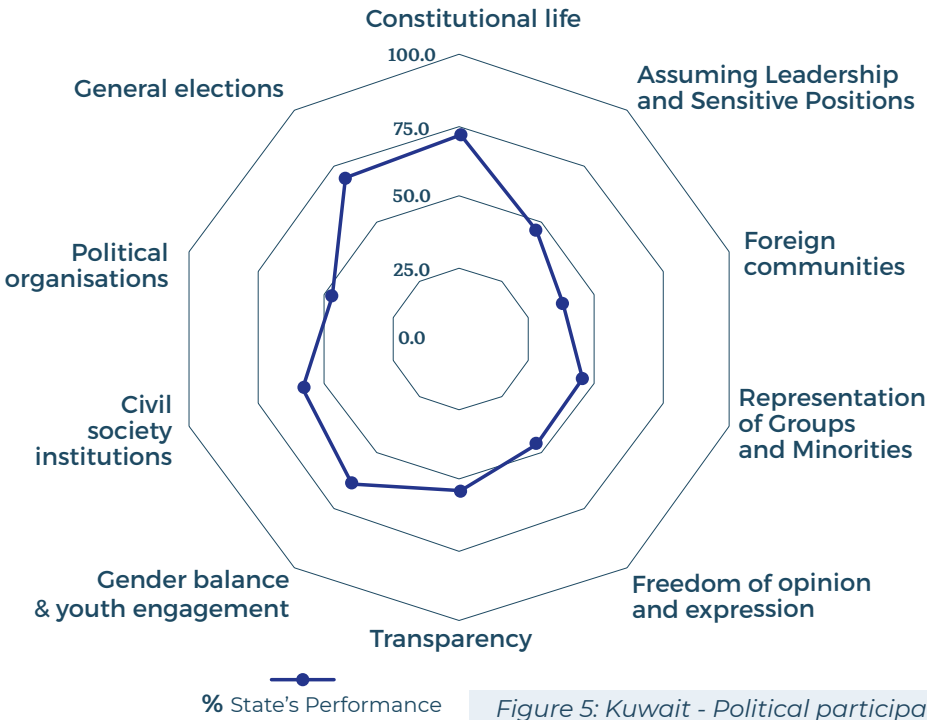 Constitutional life
100.0
General elections
Assuming Leadership
and Sensitive Positions
75.0
50.0
Political
organisations
Foreign
communities
25.0
0.0
Civil
society
institutions
Representation
of Groups
and Minorities
Gender balance
& youth engagement
Freedom of opinion
and expression
Transparency
% State's Performance
Figure 5: Kuwait - Political participa